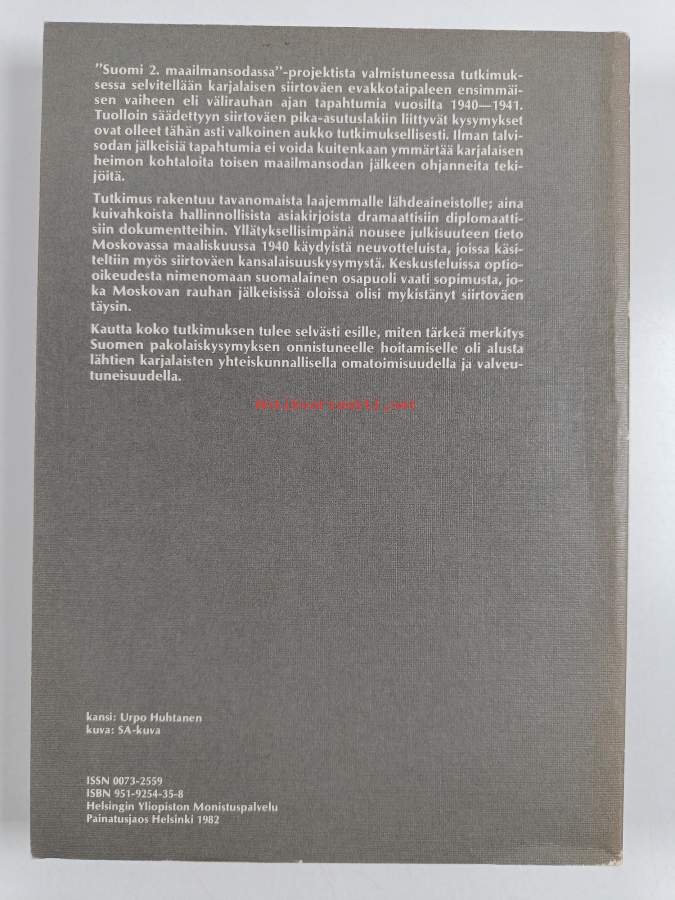 "Suomi 2. maailmansodassa"-projektista valmistuneessa tutkimuk-
sessa selvitellään karjalaisen siirtoväen evakkotaipaleen ensimmäi-
sen vaiheen eli välirauhan ajan tapahtumia vuosilta 1940—1941.
Tuolloin säädettyyn siirtoväen pika-asutuslakiin liittyvät kysymykset
ovat olleet tähän asti valkoinen aukko tutkimuksellisesti. Ilman talvi-
sodan jälkeisiä tapahtumia ei voida kuitenkaan ymmärtää karjalaisen
heimon kohtaloita toisen maailmansodan jälkeen ohjanneita teki-
jöitä.
Tutkimus rakentuu tavanomaista laajemmalle lähdeaineistolle; aina
kuivahkoista hallinnollisista asiakirjoista dramaattisiin diplomaatti-
siin dokumentteihin. Yllätyksellisimpänä nousee julkisuuteen tieto
Moskovassa maaliskuussa 1940 käydyistä neuvotteluista, joissa käsi-
teltiin myös siirtoväen kansalaisuuskysymystä. Keskusteluissa optio-
oikeudesta nimenomaan suomalainen osapuoli vaati sopimusta, jo-
ka Moskovan rauhan jälkeisissä oloissa olisi mykistänyt siirtoväen
täysin.
Kautta koko tutkimuksen tulee selvästi esille, miten tärkeä merkitys
Suomen pakolaiskysymyksen onnistuneelle hoitamiselle oli alusta
lähtien karjalaisten yhteiskunnallisella omatoimisuudella ja valveu-
tuneisuudella.
Antikvariaatti.net
kansi: Urpo Huhtanen
kuva: SA-kuva
ISSN 0073-2559
ISBN 951-9254-35-8
Helsingin Yliopiston Monistuspalvelu
Painatusjaos Helsinki 1982